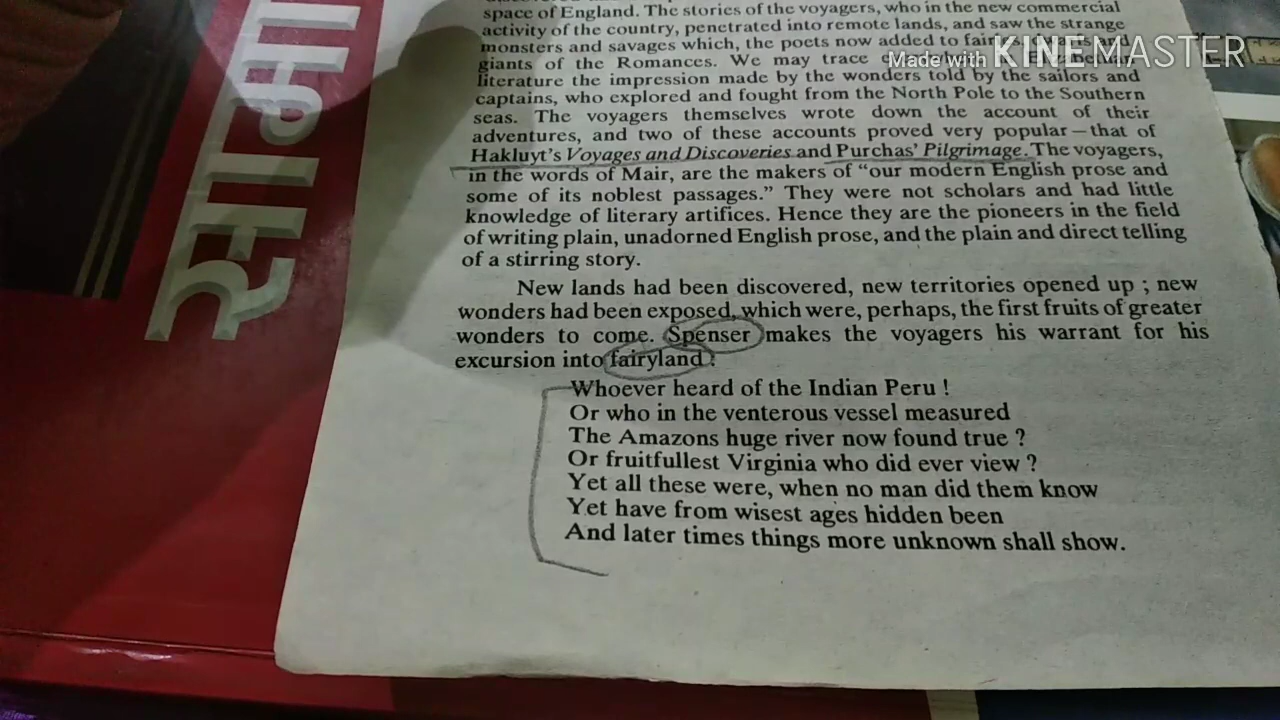 space of England. The stories of the voyagers, who in the new commercial
activity of the country, penetrated into remote lands, and saw the strange
monsters and savages which, the poets now added to
giants of the Romances. We may trace
literature the impression made by the wonders told by the sailors and
captains, who explored and fought from the North Pole to the Southern
seas. The voyagers themselves wrote down the account of their
adventures, and two of these accounts proved very popular—that of
Hakluyt's Voyages and Discoveries and Purchas' Pilgrimage. The voyagers,
in the words of Mair, are the makers of “our modern English prose and
some of its noblest passages.” They were not scholars and had little
knowledge of literary artifices. Hence they are the pioneers in the field
of writing plain, unadorned English prose, and the plain and direct telling
of a stirring story.
New lands had been discovered, new territories opened up ; new
wonders had been exposed, which were, perhaps, the first fruits of greater
wonders to come. Spenser makes the voyagers his warrant for his
excursion into fairyland :
Whoever heard of the Indian Peru !
Or who in the venterous vessel measured
The Amazons huge river now found true ?
Or fruitfullest Virginia who did ever view ?
Yet all these were, when no man did them know
Yet have from wisest ages hidden been
And later times things more unknown shall show.
Made with KINEMASTER